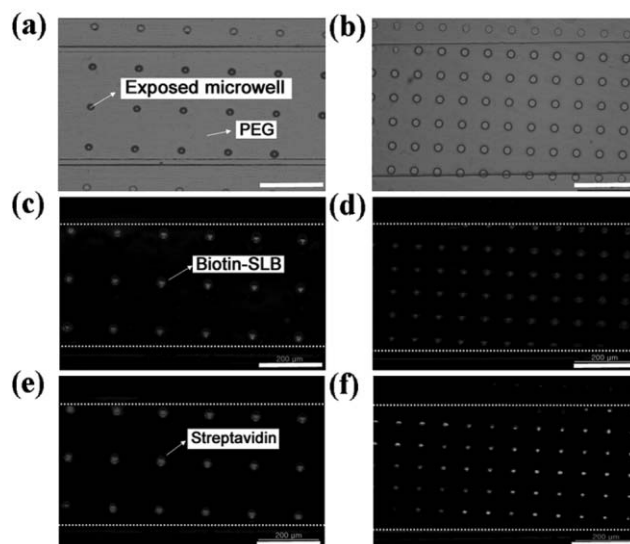 (a)
(b)
Exposed microwell
PEG
(c)
(d)
Biotin-SLB
200 μm
200 μm
(e)
(f)
Streptavidin
200 μm
200 μm